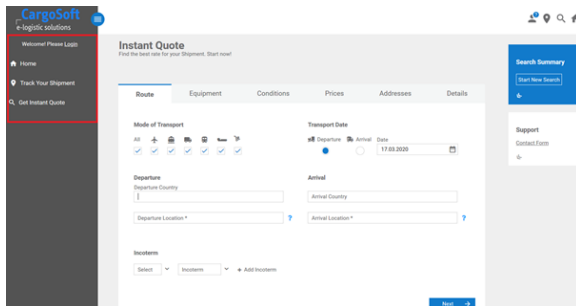 CargoSoft
e-logistic solutions
Welcome! Please Login
Home
Track Your Shipment
Get Instant Quote
Instant Quote
Find the best rate for your Shipment. Start now!
Route Equipment Conditions Prices Addresses Details
Mode of Transport
All
Transport Date
Departure Arrival Date
17.03.2020
Departure
Departure Country
Departure Location *
?
Arrival
Arrival Country
Arrival Location *
?
Incoterm
Select Incoterm + Add Incoterm
Next
Search Summary
Start New Search
Support
Contact Form